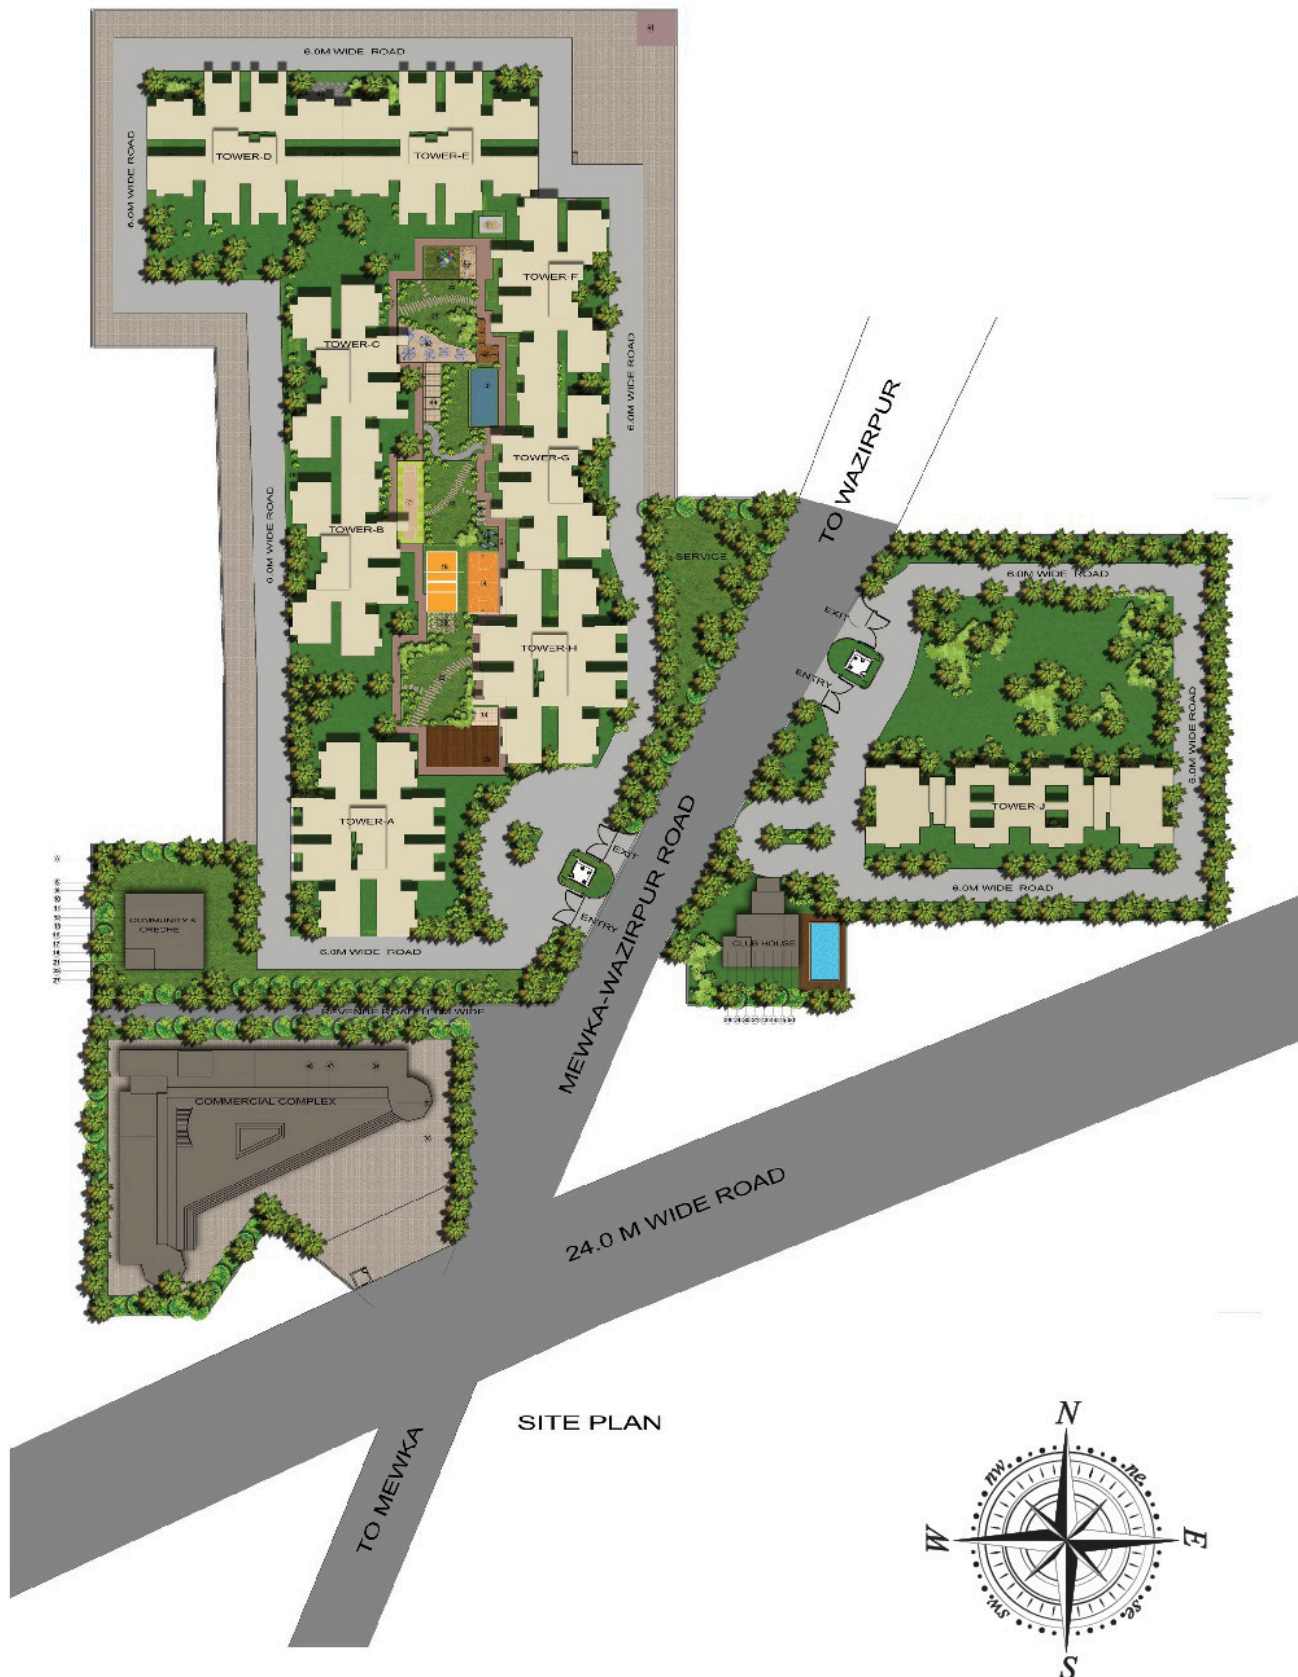 6.0M WIDE ROAD
6.0M WIDE ROAD
TOWER-D
TOWER-E
TOWER-F
TOWER-C
6.0M WIDE ROAD
TO WAZIRPUR
TOWER-G
6.0M WIDE ROAD
TOWER-B
SERVICE
6.0M WIDE ROAD
EXIT
TOWER-H
ENTRY
6.0M WIDE ROAD
TOWER-J
TOWER-A
MEWKA-WAZIRPUR ROAD
EXIT
6.0M WIDE ROAD
ENTRY
COMMUNITY &
CRECHE
CLUB HOUSE
6.0M WIDE ROAD
COMMERCIAL COMPLEX
24.0 M WIDE ROAD
SITE PLAN
TO MEWKA
N
nw.
ne.
W
E
sw.
se.
S